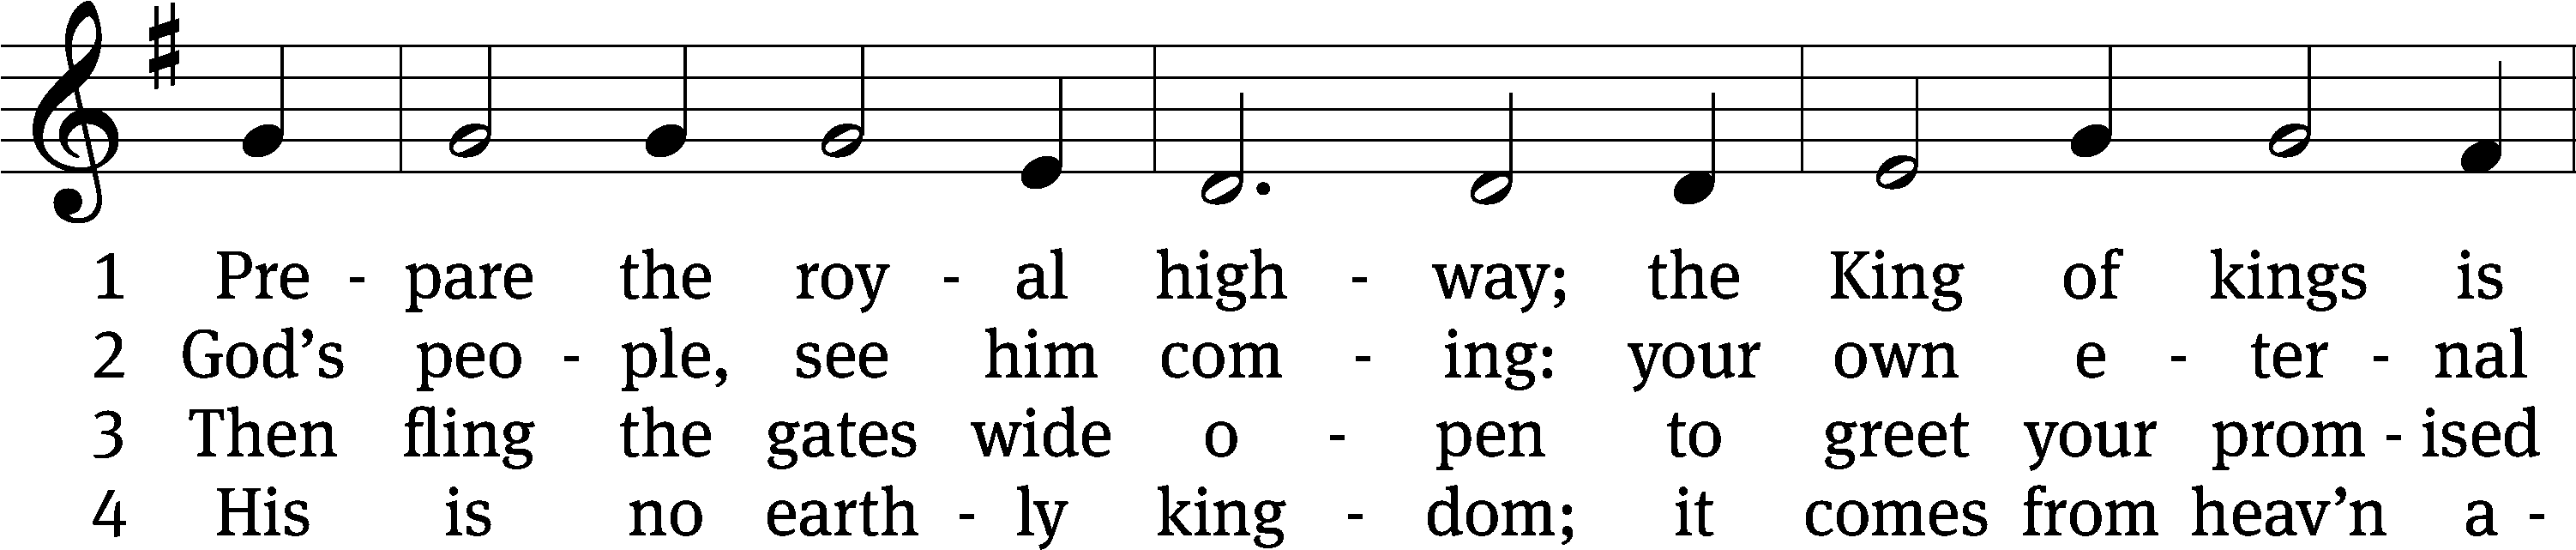 1 Pre - pare the roy - al high - way; the King of kings is
2 God’s peo - ple, see him com - ing: your own e - ter - nal
3 Then fling the gates wide o - pen to greet your prom - ised
4 His is no earth - ly king - dom; it comes from heav’n a -